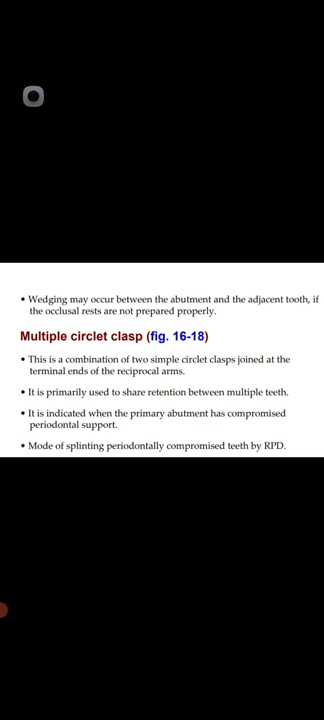 • Wedging may occur between the abutment and the adjacent tooth, if
the occlusal rests are not prepared properly.
Multiple circlet clasp (fig. 16-18)
• This is a combination of two simple circlet clasps joined at the
terminal ends of the reciprocal arms.
• It is primarily used to share retention between multiple teeth.
• It is indicated when the primary abutment has compromised
periodontal support.
• Mode of splinting periodontally compromised teeth by RPD.